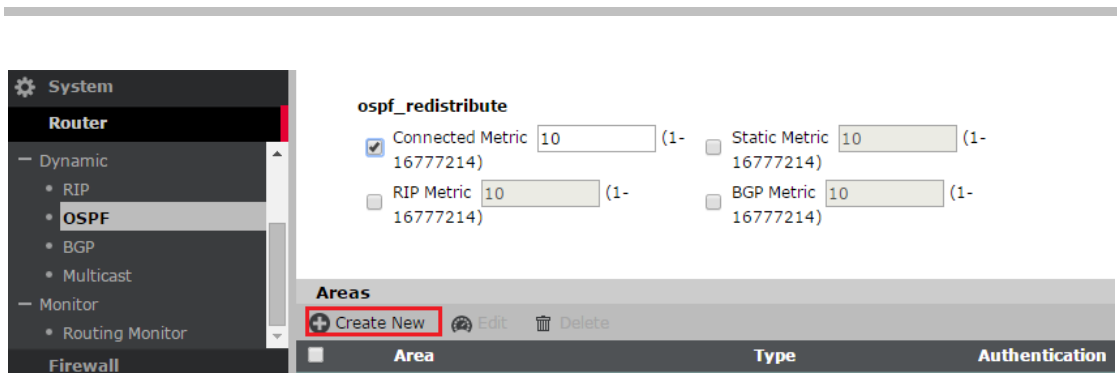 System
Router
Dynamic
RIP
OSPF
BGP
Multicast
Monitor
Routing Monitor
Firewall
ospf_redistribute
Connected Metric 10 (1-
16777214)
Static Metric 10 (1-
16777214)
RIP Metric 10 (1-
16777214)
BGP Metric 10 (1-
16777214)
Areas
Create New Edit Delete
Area Type Authentication